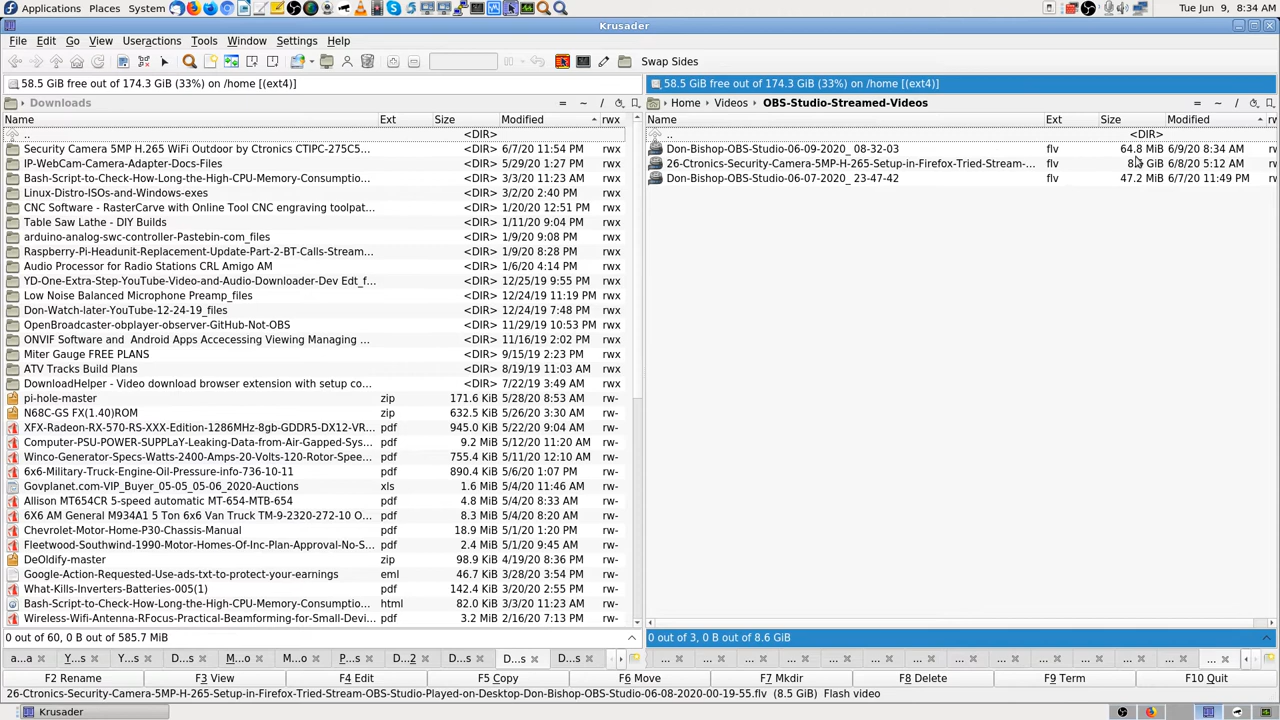 Applications Places System Tue Jun 9, 8:34 AM
Krusader
File Edit Go View Useractions Tools Window Settings Help
Swap Sides
58.5 GiB free out of 174.3 GiB (33%) on /home [(ext4)]
Downloads = ~ /
Name Ext Size Modified rwx
.. <DIR>
Security Camera 5MP H.265 WiFi Outdoor by Ctronics CTIPC-275C5... <DIR> 6/7/20 11:54 PM rwx
IP-WebCam-Camera-Adapter-Docs-Files <DIR> 5/29/20 1:27 PM rwx
Bash-Script-to-Check-How-Long-the-High-CPU-Memory-Consumptio... <DIR> 3/3/20 11:23 AM rwx
Linux-Distro-ISOs-and-Windows-exes <DIR> 3/2/20 2:40 PM rwx
CNC Software - RasterCarve with Online Tool CNC engraving toolpat... <DIR> 1/20/20 12:51 PM rwx
Table Saw Lathe - DIY Builds <DIR> 1/11/20 9:04 PM rwx
arduino-analog-swc-controller-Pastebin-com_files <DIR> 1/9/20 9:08 PM rwx
Raspberry-Pi-Headunit-Replacement-Update-Part-2-BT-Calls-Stream... <DIR> 1/9/20 8:28 PM rwx
Audio Processor for Radio Stations CRL Amigo AM <DIR> 1/6/20 4:14 PM rwx
YD-One-Extra-Step-YouTube-Video-and-Audio-Downloader-Dev Edt_f... <DIR> 12/25/19 9:55 PM rwx
Low Noise Balanced Microphone Preamp_files <DIR> 12/24/19 11:19 PM rwx
Don-Watch-later-YouTube-12-24-19_files <DIR> 12/24/19 7:48 PM rwx
OpenBroadcaster-obplayer-observer-GitHub-Not-OBS <DIR> 11/29/19 10:53 PM rwx
ONVIF Software and  Android Apps Accecessing Viewing Managing ... <DIR> 11/16/19 2:02 PM rwx
Miter Gauge FREE PLANS <DIR> 9/15/19 2:23 PM rwx
ATV Tracks Build Plans <DIR> 8/19/19 11:03 AM rwx
DownloadHelper - Video download browser extension with setup co... <DIR> 7/22/19 3:49 AM rwx
pi-hole-master zip 171.6 KiB 5/28/20 8:53 AM rw-
N68C-GS FX(1.40)ROM zip 632.5 KiB 5/26/20 3:30 AM rw-
XFX-Radeon-RX-570-RS-XXX-Edition-1286MHz-8gb-GDDR5-DX12-VR... pdf 945.0 KiB 5/22/20 9:04 AM rw-
Computer-PSU-POWER-SUPPLaY-Leaking-Data-from-Air-Gapped-Sys... pdf 9.2 MiB 5/12/20 11:20 AM rw-
Winco-Generator-Specs-Watts-2400-Amps-20-Volts-120-Rotor-Spee... pdf 755.4 KiB 5/11/20 12:10 AM rw-
6x6-Military-Truck-Engine-Oil-Pressure-info-736-10-11 pdf 890.4 KiB 5/6/20 1:07 PM rw-
Govplanet.com-VIP_Buyer_05-05_05-06_2020-Auctions xls 1.6 MiB 5/4/20 11:46 AM rw-
Allison MT654CR 5-speed automatic MT-654-MTB-654 pdf 4.8 MiB 5/4/20 8:33 AM rw-
6X6 AM General M934A1 5 Ton 6x6 Van Truck TM-9-2320-272-10 O... pdf 8.3 MiB 5/4/20 1:38 AM rw-
Chevrolet-Motor-Home-P30-Chassis-Manual pdf 18.9 MiB 5/1/20 1:20 PM rw-
Fleetwood-Southwind-1990-Motor-Homes-Of-Inc-Plan-Approval-No-S... pdf 2.4 MiB 5/1/20 9:45 AM rw-
DeOldify-master zip 98.9 KiB 4/19/20 8:36 PM rw-
Google-Action-Requested-Use-ads-txt-to-protect-your-earnings eml 46.7 KiB 3/28/20 3:54 PM rw-
What-Kills-Inverters-Batteries-005(1) pdf 142.4 KiB 3/20/20 2:55 PM rw-
Bash-Script-to-Check-How-Long-the-High-CPU-Memory-Consumptio... html 82.0 KiB 3/3/20 11:23 AM rw-
Wireless-Wifi-Antenna-RFocus-Practical-Beamforming-for-Small-Devi... pdf 3.2 MiB 2/16/20 7:13 PM rw-
0 out of 60, 0 B out of 585.7 MiB
58.5 GiB free out of 174.3 GiB (33%) on /home [(ext4)]
Home Videos OBS-Studio-Streamed-Videos = ~ /
Name Ext Size Modified rw
.. <DIR>
Don-Bishop-OBS-Studio-06-09-2020_ 08-32-03 flv 64.8 MiB 6/9/20 8:34 AM rw
26-Ctronics-Security-Camera-5MP-H-265-Setup-in-Firefox-Tried-Stream-... flv 8.5 GiB 6/8/20 5:12 AM rw
Don-Bishop-OBS-Studio-06-07-2020_ 23-47-42 flv 47.2 MiB 6/7/20 11:49 PM rw
0 out of 3, 0 B out of 8.6 GiB
a...a Y...s Y...s D...s M...o M...o P...s D...2 D...s D...s D...s ... ... ... ... ... ... ... ... ... ... ... ... ... ...
F2 Rename F3 View F4 Edit F5 Copy F6 Move F7 Mkdir F8 Delete F9 Term F10 Quit
26-Ctronics-Security-Camera-5MP-H-265-Setup-in-Firefox-Tried-Stream-OBS-Studio-Played-on-Desktop-Don-Bishop-OBS-Studio-06-08-2020-00-19-55.flv (8.5 GiB) Flash video
Krusader